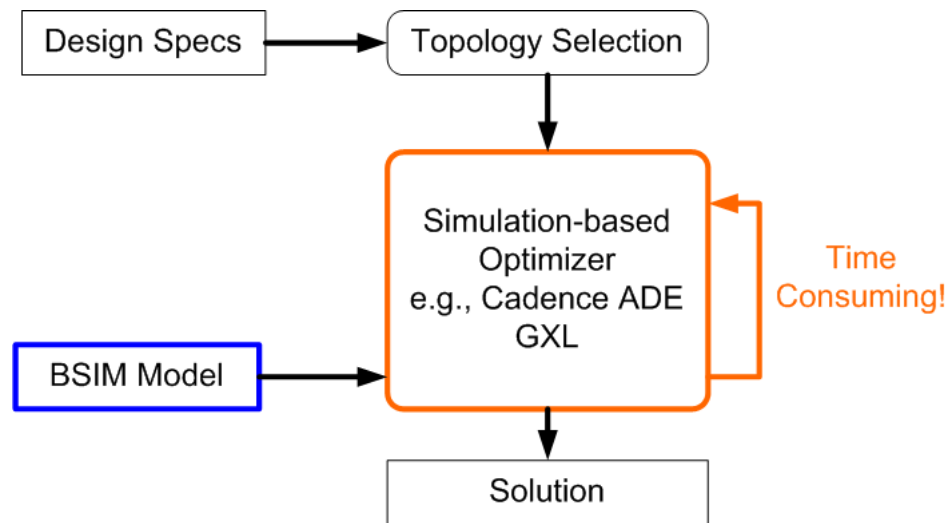 Design Specs
Topology Selection
Simulation-based
Optimizer
e.g., Cadence ADE
GXL
Time
Consuming!
BSIM Model
Solution